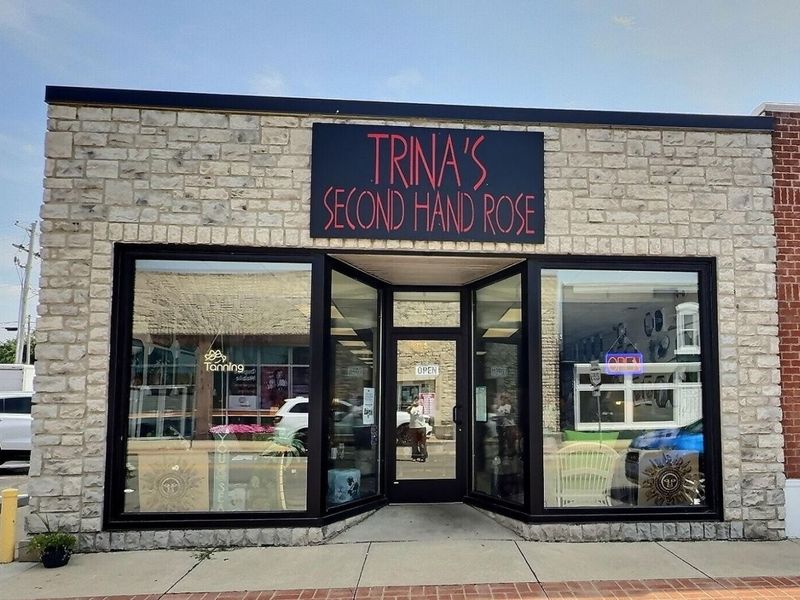 TRINA'S
SECOND HAND ROSE
Tanning
OPEN
OPEN